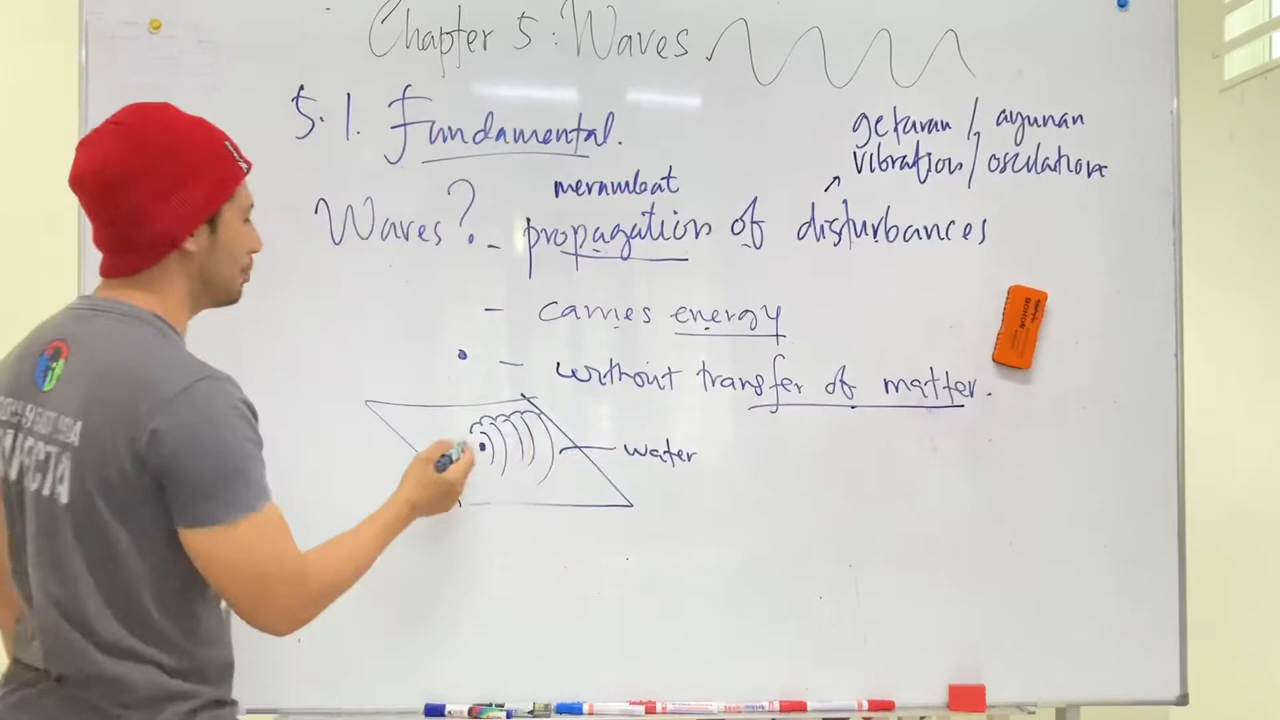 Chapter 5: Waves
5.1. Fundamental.
getaran / ayunan
vibration / oscillation
merambat
Waves? - propagation of disturbances
- carries energy
- without transfer of matter.
water